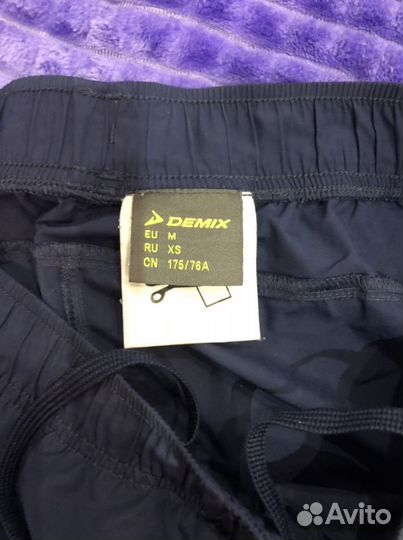 DEMIX
EU M
RU XS
CN 175/76A
Avito